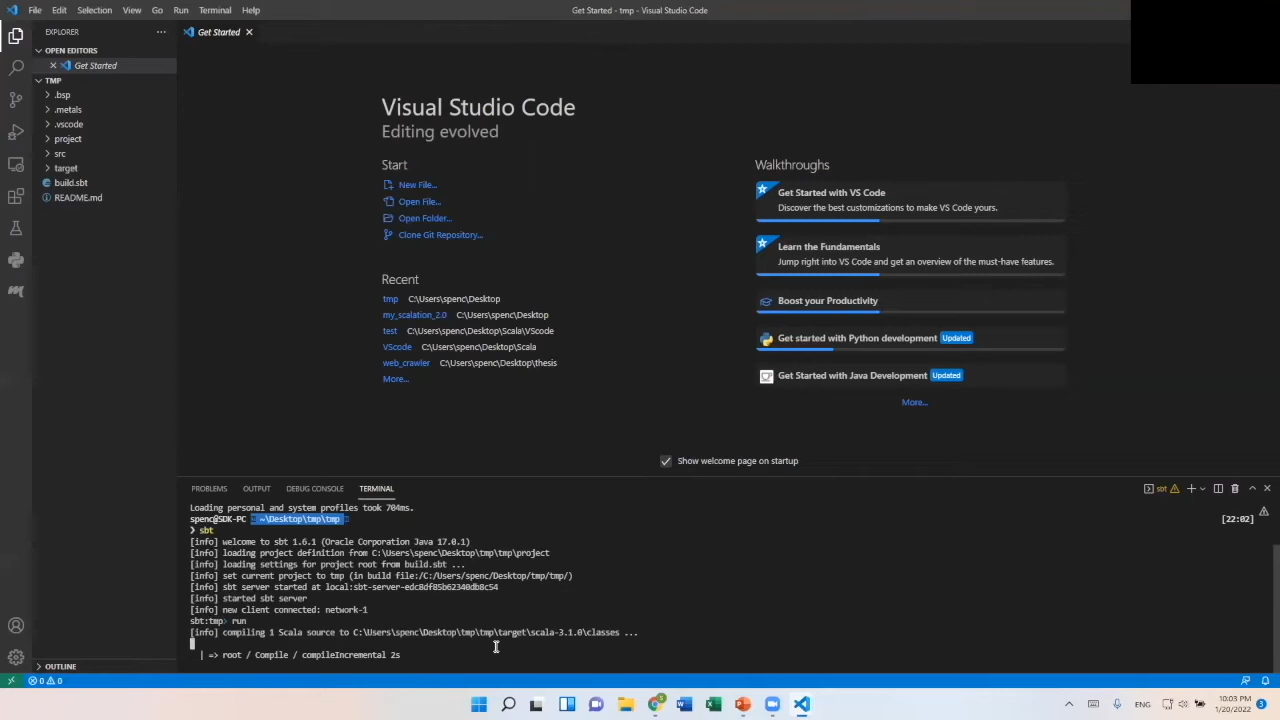 File Edit Selection View Go Run Terminal Help
Get Started - tmp - Visual Studio Code
EXPLORER
Get Started
OPEN EDITORS
Get Started
TMP
.bsp
.metals
.vscode
project
src
target
build.sbt
README.md
Visual Studio Code
Editing evolved
Start
New File...
Open File...
Open Folder...
Clone Git Repository...
Recent
tmp C:\Users\spenc\Desktop
my_scalation_2.0 C:\Users\spenc\Desktop
test C:\Users\spenc\Desktop\Scala\VScode
VScode C:\Users\spenc\Desktop\Scala
web_crawler C:\Users\spenc\Desktop\thesis
More...
Walkthroughs
Get Started with VS Code
Discover the best customizations to make VS Code yours.
Learn the Fundamentals
Jump right into VS Code and get an overview of the must-have features.
Boost your Productivity
Get started with Python development Updated
Get Started with Java Development Updated
More...
Show welcome page on startup
PROBLEMS OUTPUT DEBUG CONSOLE TERMINAL
sbt
Loading personal and system profiles took 704ms.
spenc@SDK-PC ~\Desktop\tmp\tmp [22:02]
❯ sbt
[info] welcome to sbt 1.6.1 (Oracle Corporation Java 17.0.1)
[info] loading project definition from C:\Users\spenc\Desktop\tmp\tmp\project
[info] loading settings for project root from build.sbt ...
[info] set current project to tmp (in build file:/C:/Users/spenc/Desktop/tmp/tmp/)
[info] sbt server started at local:sbt-server-edc8df85b62340db8c54
[info] started sbt server
[info] new client connected: network-1
sbt:tmp> run
[info] compiling 1 Scala source to C:\Users\spenc\Desktop\tmp\tmp\target\scala-3.1.0\classes ...
| => root / Compile / compileIncremental 2s
OUTLINE
0 0
ENG
10:03 PM
1/20/2022
3